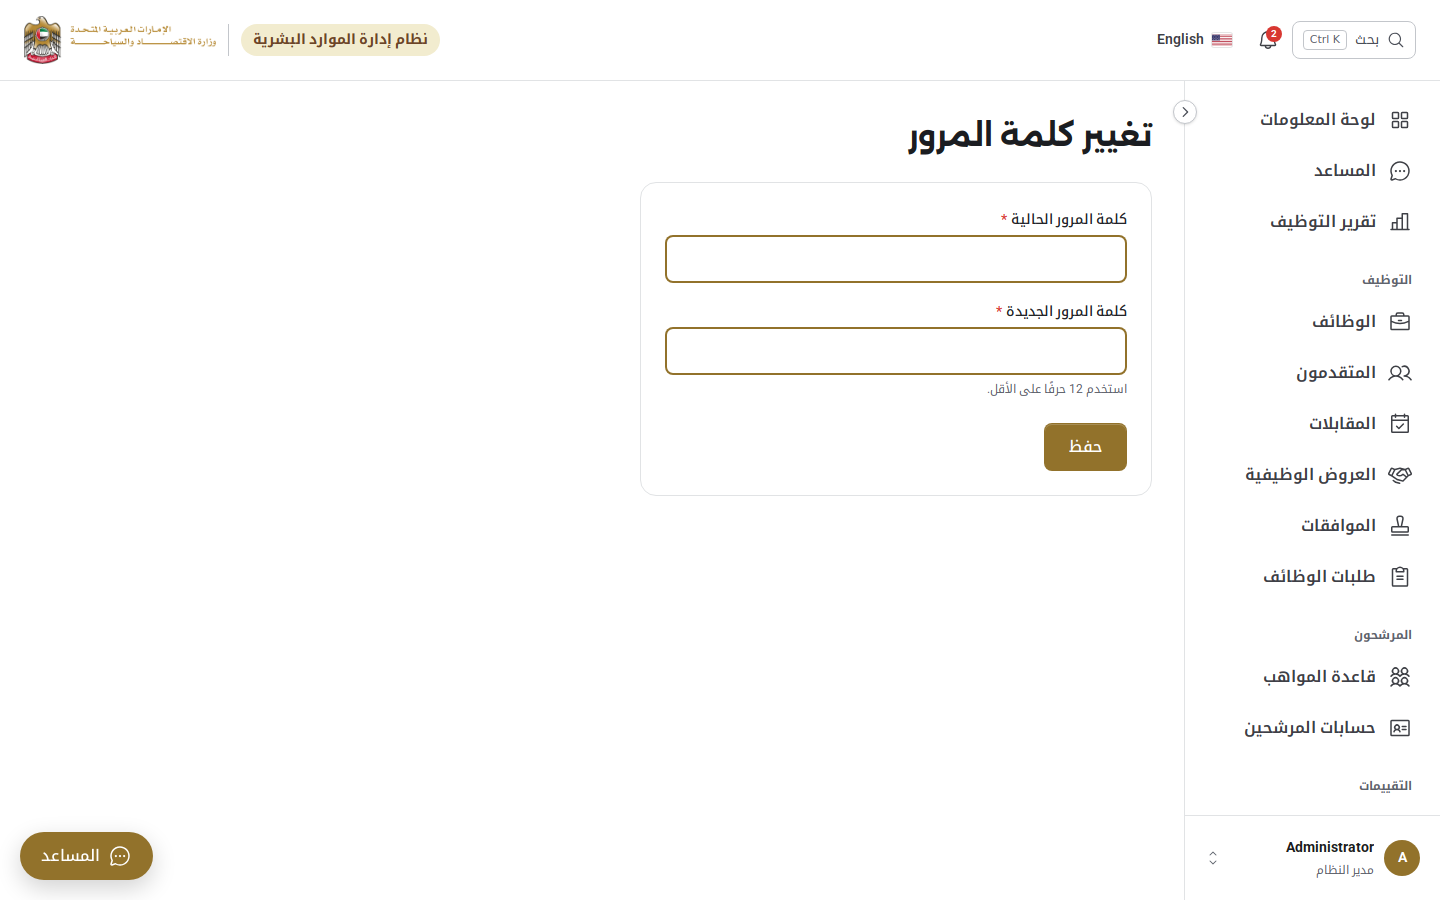 بحث Ctrl K
2
English
نظام إدارة الموارد البشرية
الإمارات العربية المتحدة
وزارة الاقتصاد والسياحة
لوحة المعلومات
المساعد
تقرير التوظيف
التوظيف
الوظائف
المتقدمون
المقابلات
العروض الوظيفية
الموافقات
طلبات الوظائف
المرشحون
قاعدة المواهب
حسابات المرشحين
التقييمات
A
Administrator
مدير النظام
تغيير كلمة المرور
كلمة المرور الحالية *
كلمة المرور الجديدة *
استخدم 12 حرفًا على الأقل.
حفظ
المساعد